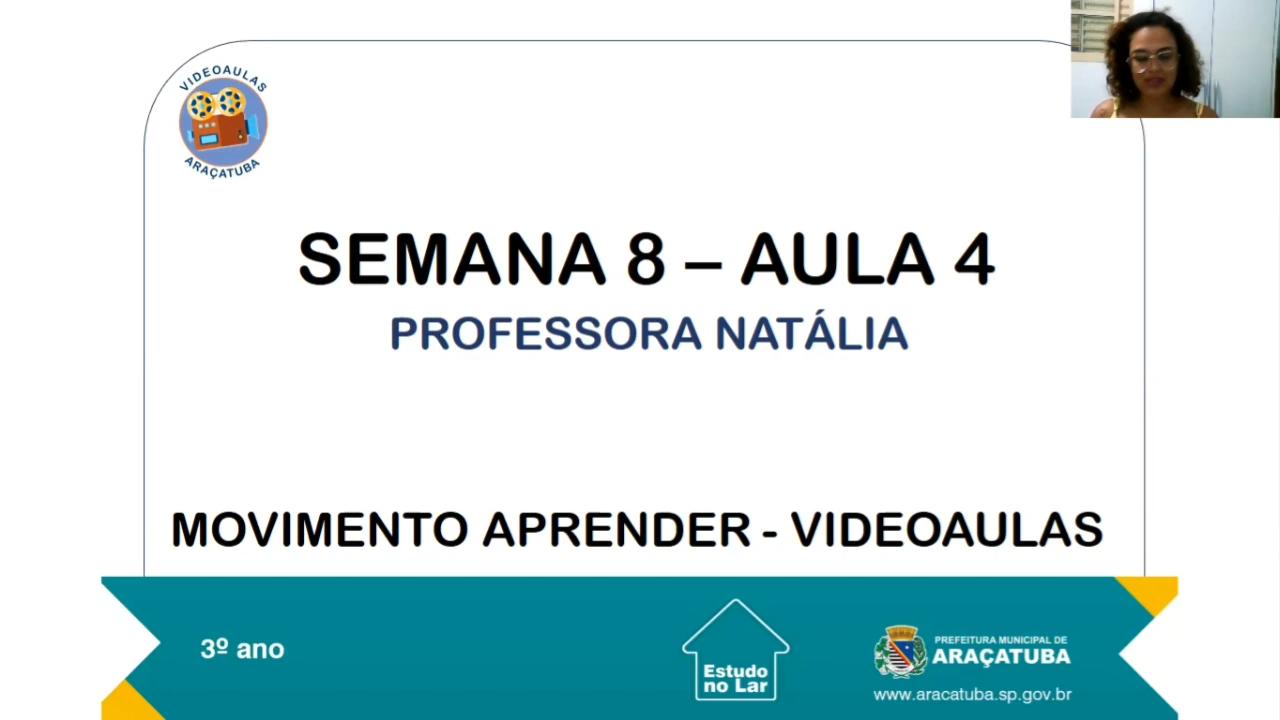 VIDEOAULAS
ARAÇATUBA
SEMANA 8 – AULA 4
PROFESSORA NATÁLIA
MOVIMENTO APRENDER - VIDEOAULAS
3º ano
Estudo
no Lar
PREFEITURA MUNICIPAL DE
ARAÇATUBA
www.aracatuba.sp.gov.br